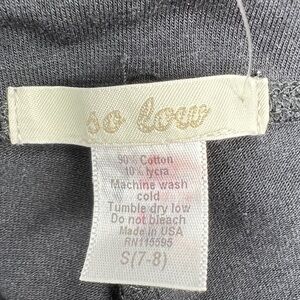 so low
90% Cotton
10% lycra
Machine wash
cold
Tumble dry low
Do not bleach
Made in USA
RN115595
S(7-8)